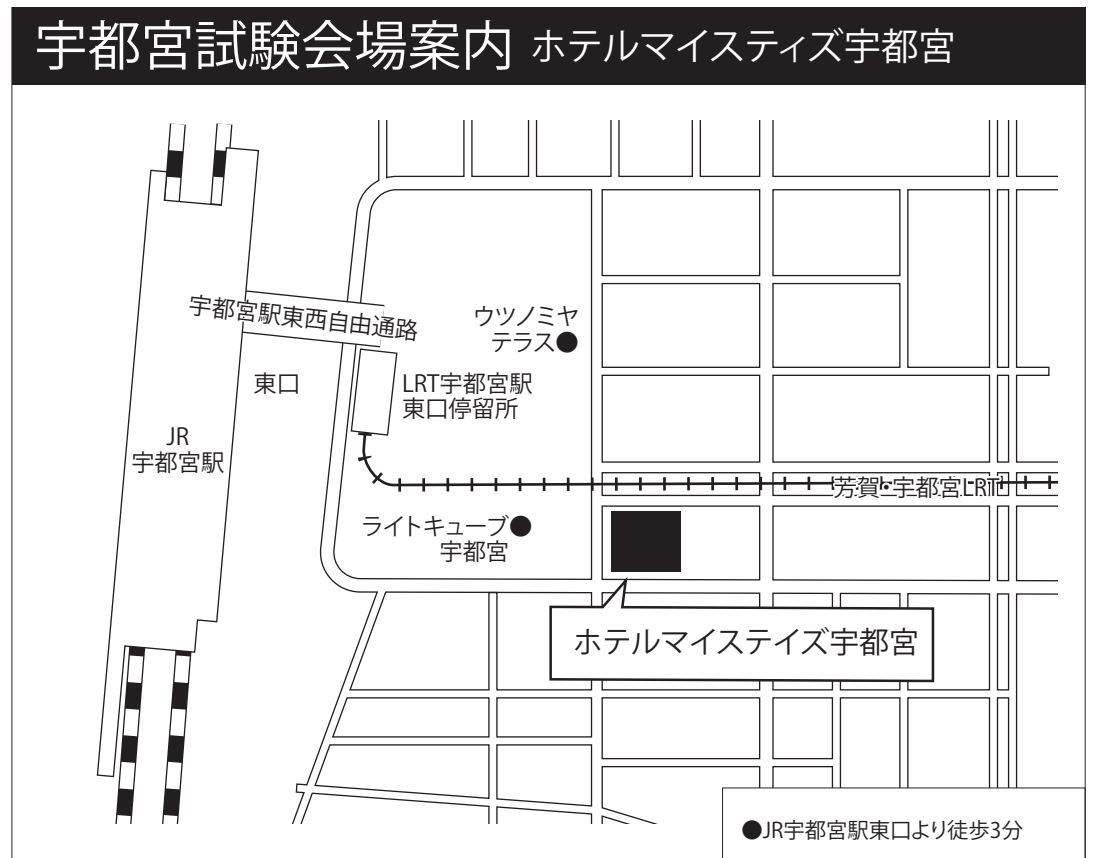 宇都宮試験会場案内 ホテルマイスティズ宇都宮
宇都宮駅東西自由通路
ウツノミヤ
テラス●
東口
LRT宇都宮駅
東口停留所
JR
宇都宮駅
芳賀・宇都宮LRT
ライトキューブ●
宇都宮
ホテルマイステイズ宇都宮
●JR宇都宮駅東口より徒歩3分